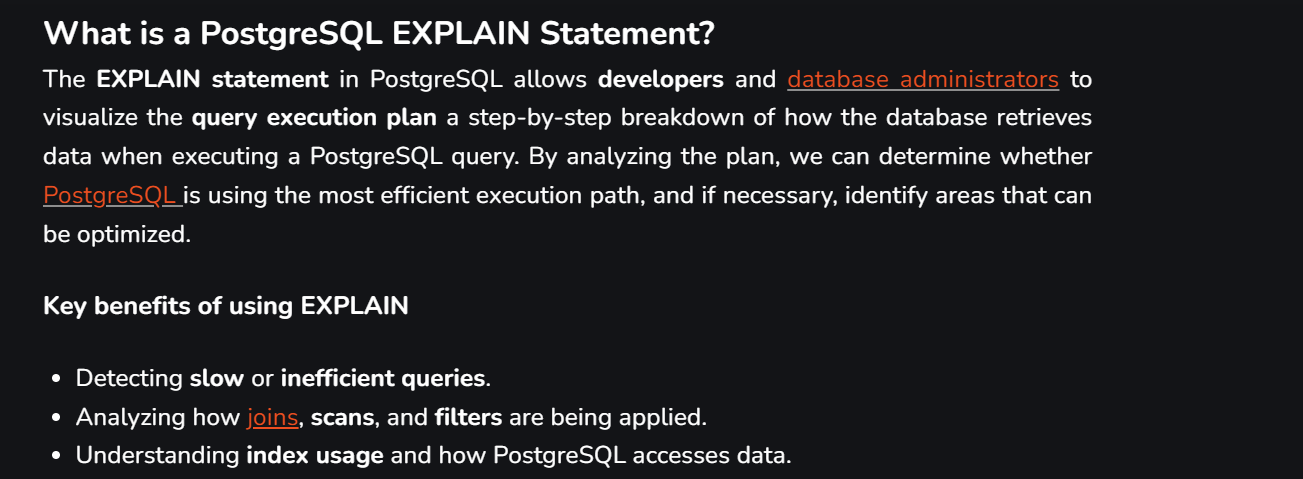 What is a PostgreSQL EXPLAIN Statement?
The EXPLAIN statement in PostgreSQL allows developers and database administrators to
visualize the query execution plan a step-by-step breakdown of how the database retrieves
data when executing a PostgreSQL query. By analyzing the plan, we can determine whether
PostgreSQL is using the most efficient execution path, and if necessary, identify areas that can
be optimized.
Key benefits of using EXPLAIN
• Detecting slow or inefficient queries.
• Analyzing how joins, scans, and filters are being applied.
• Understanding index usage and how PostgreSQL accesses data.